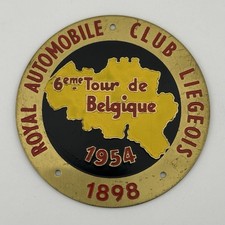 ROYAL AUTOMOBILE CLUB LIEGEOIS
6eme Tour de
Belgique
1954
1898